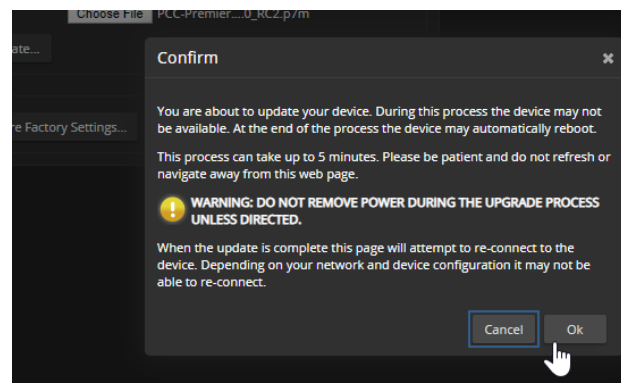 Choose File PCC-Premier....0_RC2.p7m
ate...
Confirm
re Factory Settings...
You are about to update your device. During this process the device may not
be available. At the end of the process the device may automatically reboot.
This process can take up to 5 minutes. Please be patient and do not refresh or
navigate away from this web page.
WARNING: DO NOT REMOVE POWER DURING THE UPGRADE PROCESS
UNLESS DIRECTED.
When the update is complete this page will attempt to re-connect to the
device. Depending on your network and device configuration it may not be
able to re-connect.
Cancel Ok